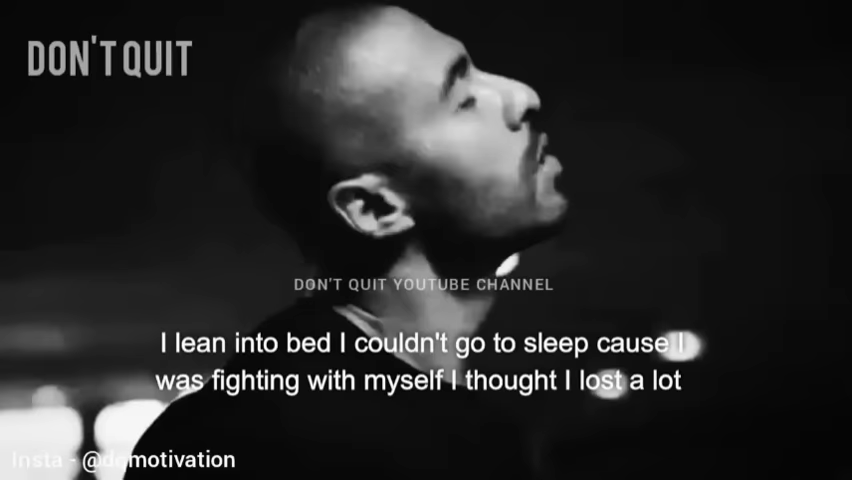 DON'T QUIT
DON'T QUIT YOUTUBE CHANNEL
I lean into bed I couldn't go to sleep cause I
was fighting with myself I thought I lost a lot
Insta - @dqmotivation